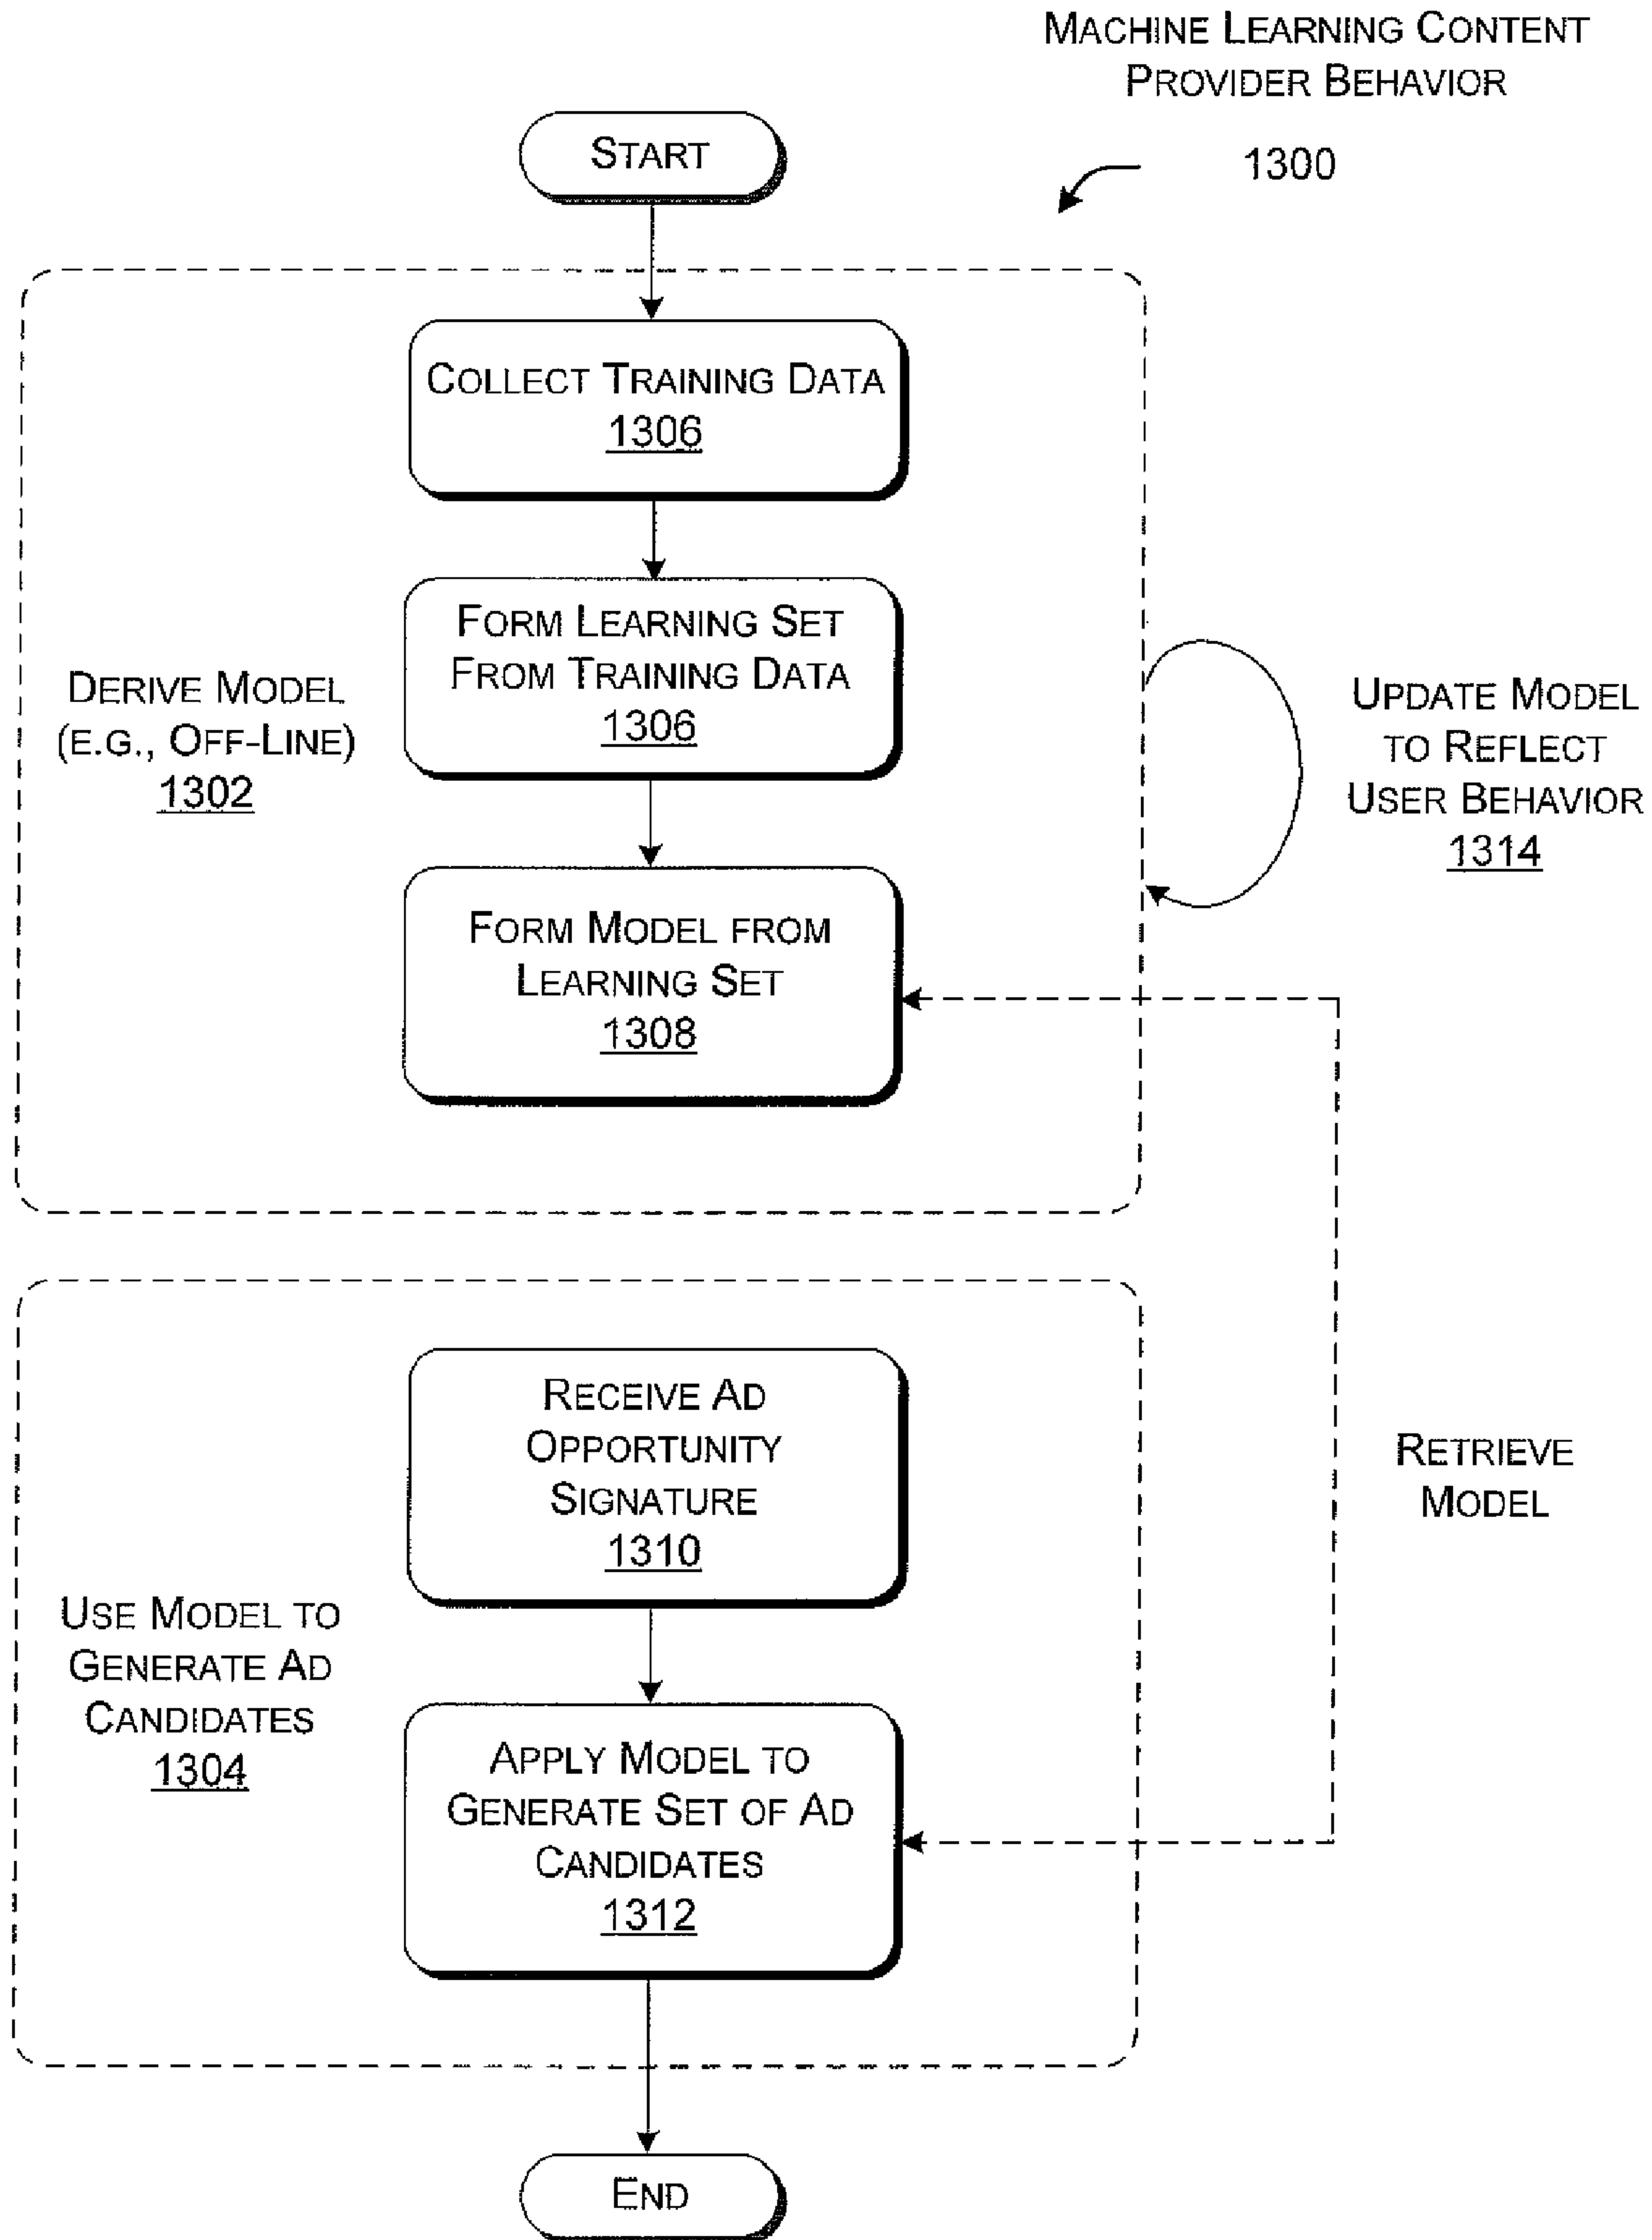 MACHINE LEARNING CONTENT
PROVIDER BEHAVIOR
1300
START
COLLECT TRAINING DATA
1306
FORM LEARNING SET
FROM TRAINING DATA
1306
DERIVE MODEL
(E.G., OFF-LINE)
1302
UPDATE MODEL
TO REFLECT
USER BEHAVIOR
1314
FORM MODEL FROM
LEARNING SET
1308
RECEIVE AD
OPPORTUNITY
SIGNATURE
1310
RETRIEVE
MODEL
USE MODEL TO
GENERATE AD
CANDIDATES
1304
APPLY MODEL TO
GENERATE SET OF AD
CANDIDATES
1312
END